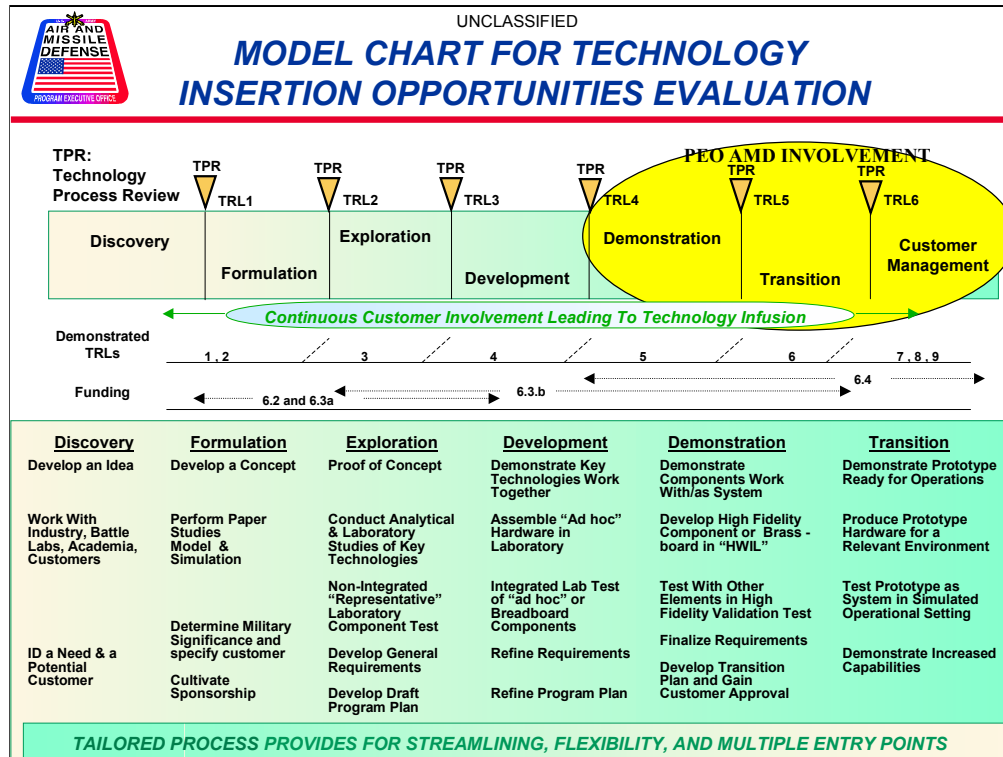 UNCLASSIFIED
AIR AND
MISSILE
DEFENSE
PROGRAM EXECUTIVE OFFICE
MODEL CHART FOR TECHNOLOGY
INSERTION OPPORTUNITIES EVALUATION
TPR:
Technology
Process Review
PEO AMD INVOLVEMENT
TPR TPR TPR TPR TPR TPR
TRL1 TRL2 TRL3 TRL4 TRL5 TRL6
Discovery
Formulation
Exploration
Development
Demonstration
Transition
Customer
Management
Continuous Customer Involvement Leading To Technology Infusion
Demonstrated
TRLs
1 , 2 3 4 5 6 7 , 8 , 9
Funding
6.2 and 6.3a
6.3.b
6.4
Discovery
Develop an Idea
Work With
Industry, Battle
Labs, Academia,
Customers
ID a Need & a
Potential
Customer
Formulation
Develop a Concept
Perform Paper
Studies
Model &
Simulation
Determine Military
Significance and
specify customer
Cultivate
Sponsorship
Exploration
Proof of Concept
Conduct Analytical
& Laboratory
Studies of Key
Technologies
Non-Integrated
“Representative”
Laboratory
Component Test
Develop General
Requirements
Develop Draft
Program Plan
Development
Demonstrate Key
Technologies Work
Together
Assemble “Ad hoc”
Hardware in
Laboratory
Integrated Lab Test
of “ad hoc” or
Breadboard
Components
Refine Requirements
Refine Program Plan
Demonstration
Demonstrate
Components Work
With/as System
Develop High Fidelity
Component or Brass -
board in “HWIL”
Test With Other
Elements in High
Fidelity Validation Test
Finalize Requirements
Develop Transition
Plan and Gain
Customer Approval
Transition
Demonstrate Prototype
Ready for Operations
Produce Prototype
Hardware for a
Relevant Environment
Test Prototype as
System in Simulated
Operational Setting
Demonstrate Increased
Capabilities
TAILORED PROCESS PROVIDES FOR STREAMLINING, FLEXIBILITY, AND MULTIPLE ENTRY POINTS